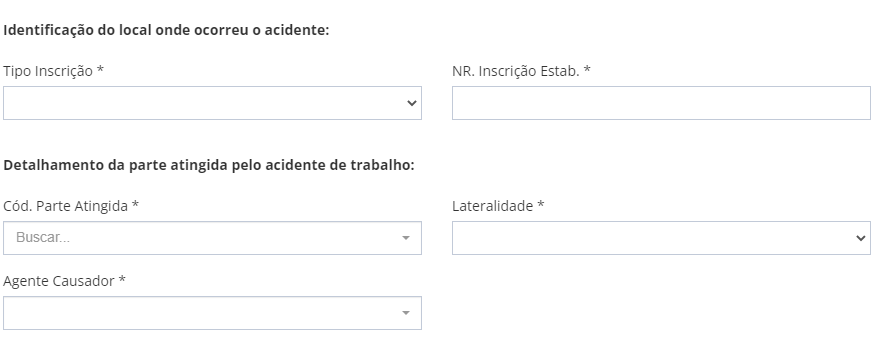 Identificação do local onde ocorreu o acidente:
Tipo Inscrição *
NR. Inscrição Estab. *
Detalhamento da parte atingida pelo acidente de trabalho:
Cód. Parte Atingida *
Lateralidade *
Buscar...
Agente Causador *